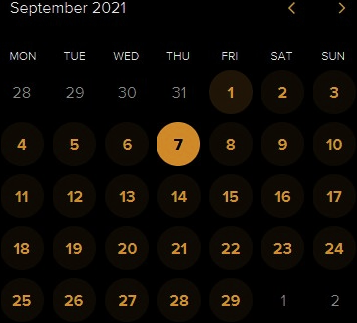 September 2021
MON TUE WED THU FRI SAT SUN
28 29 30 31 1 2 3
4 5 6 7 8 9 10
11 12 13 14 15 16 17
18 19 20 21 22 23 24
25 26 27 28 29 1 2